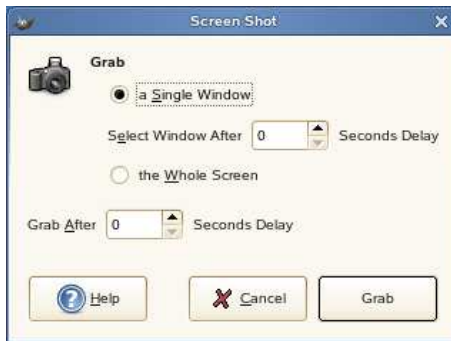 Screen Shot
Grab
a Single Window
Select Window After 0 Seconds Delay
the Whole Screen
Grab After 0 Seconds Delay
Help Cancel Grab